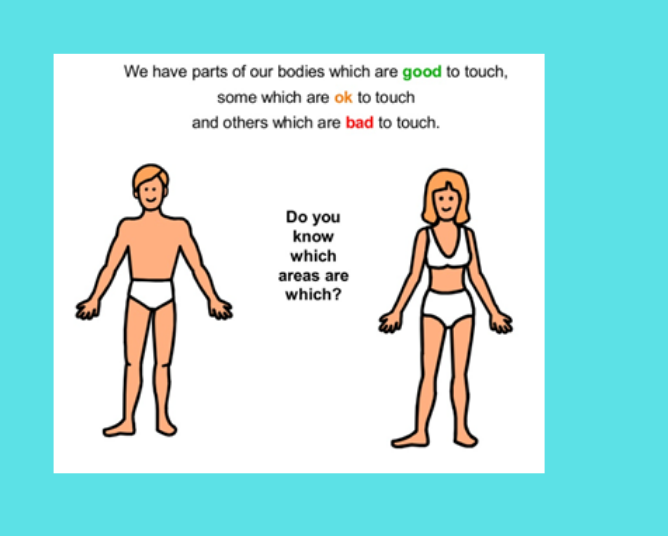 We have parts of our bodies which are good to touch,
some which are ok to touch
and others which are bad to touch.
Do you
know
which
areas are
which?